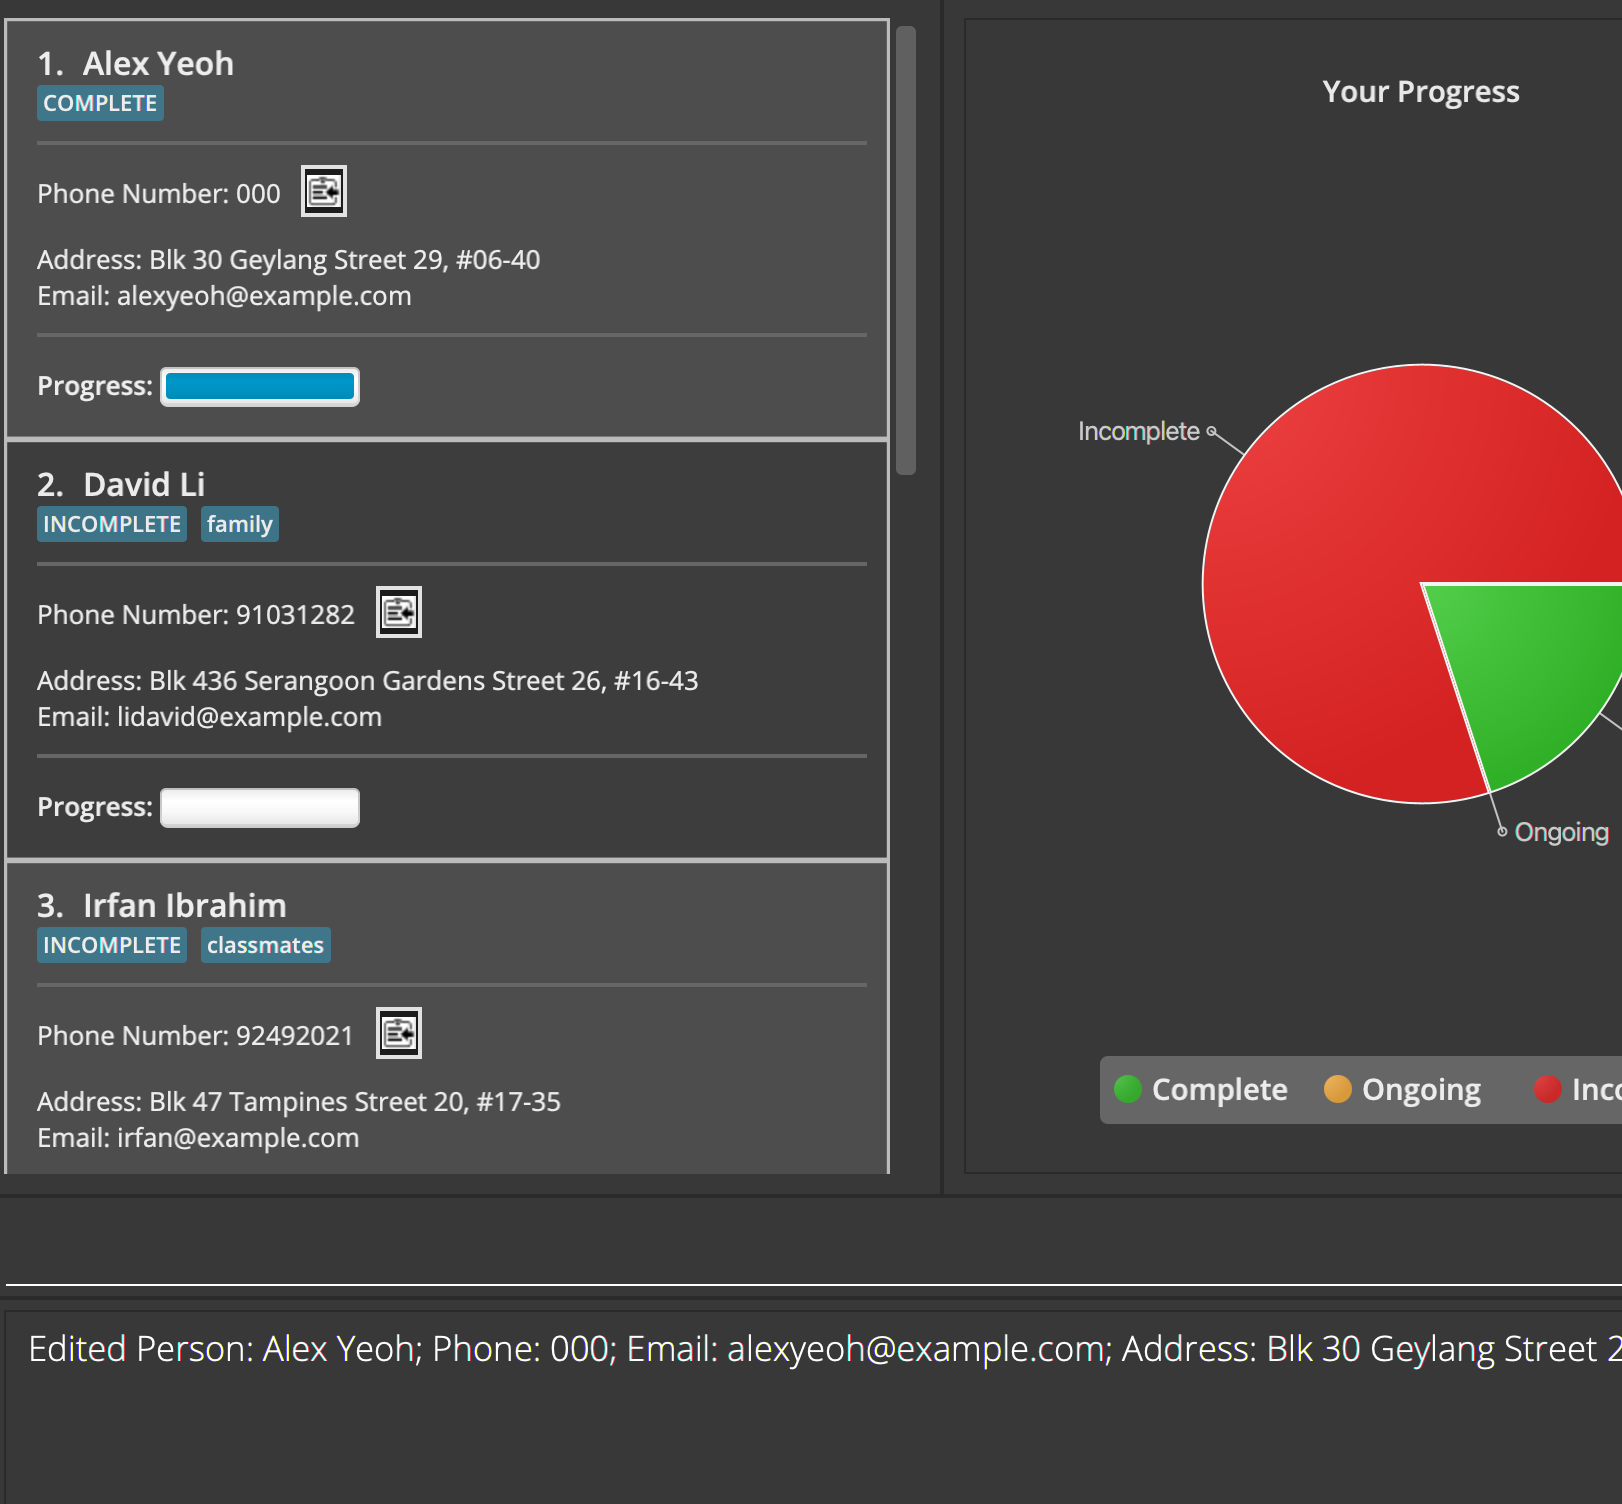 1. Alex Yeoh
COMPLETE
Phone Number: 000
Address: Blk 30 Geylang Street 29, #06-40
Email: alexyeoh@example.com
Progress:
2. David Li
INCOMPLETE family
Phone Number: 91031282
Address: Blk 436 Serangoon Gardens Street 26, #16-43
Email: lidavid@example.com
Progress:
3. Irfan Ibrahim
INCOMPLETE classmates
Phone Number: 92492021
Address: Blk 47 Tampines Street 20, #17-35
Email: irfan@example.com
Your Progress
Incomplete
Ongoing
Complete Ongoing Inc
Edited Person: Alex Yeoh; Phone: 000; Email: alexyeoh@example.com; Address: Blk 30 Geylang Street 2